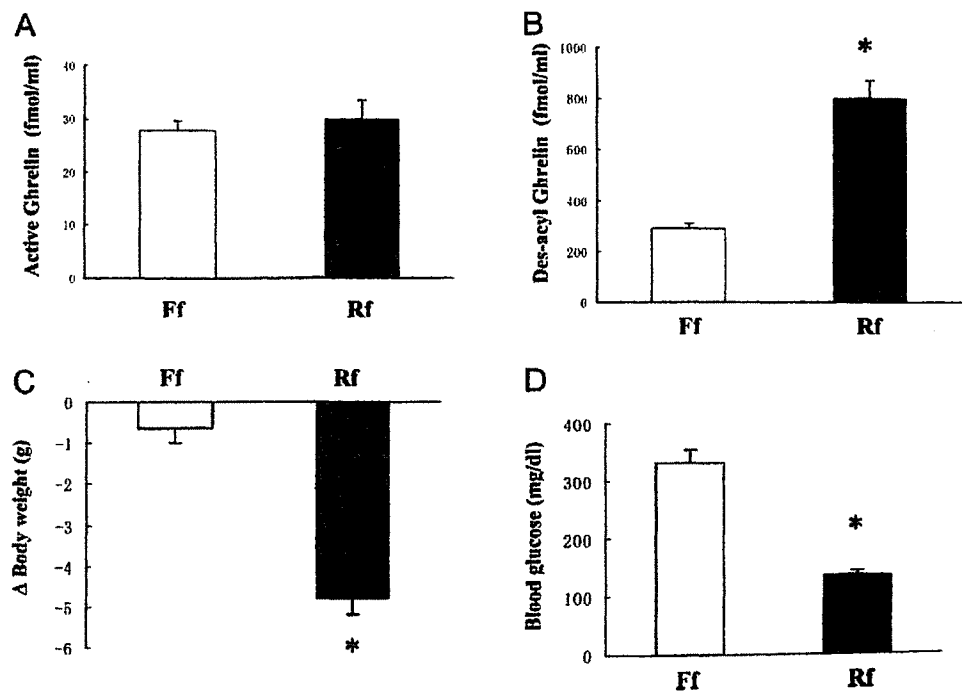 A
Active Ghrelin (fmol/ml)
40
30
20
10
0
Ff
Rf
B
Des-acyl Ghrelin (fmol/ml)
1000
800
600
400
200
0
*
Ff
Rf
C
Ff
Rf
Δ Body weight (g)
0
-1
-2
-3
-4
-5
-6
*
D
Blood glucose (mg/dl)
400
300
200
100
0
*
Ff
Rf